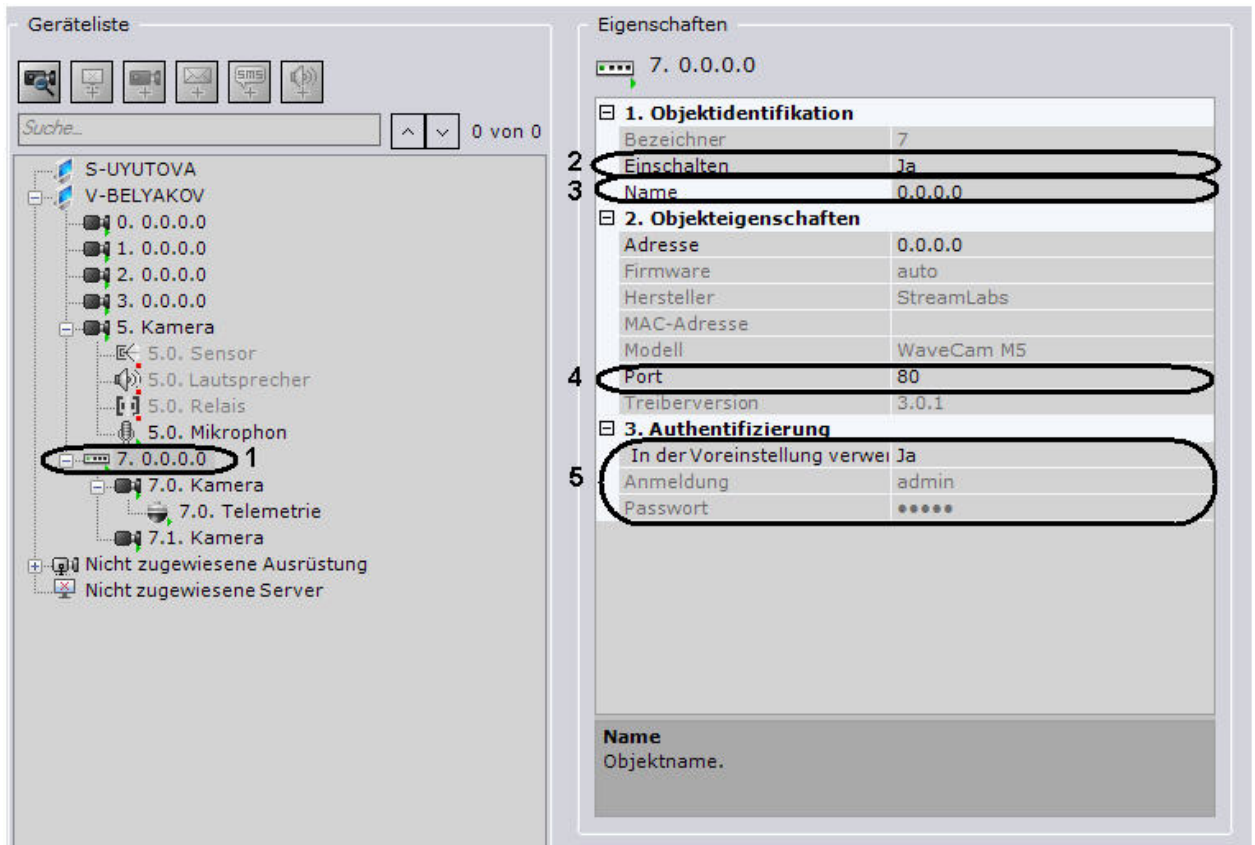 Geräteliste
sms
Suche...
0 von 0
S-UYUTOVA
V-BELYAKOV
0. 0.0.0.0
1. 0.0.0.0
2. 0.0.0.0
3. 0.0.0.0
5. Kamera
5.0. Sensor
5.0. Lautsprecher
5.0. Relais
5.0. Mikrophon
7. 0.0.0.0 1
7.0. Kamera
7.0. Telemetrie
7.1. Kamera
Nicht zugewiesene Ausrüstung
Nicht zugewiesene Server
Eigenschaften
7. 0.0.0.0
1. Objektidentifikation
Bezeichner 7
2 Einschalten Ja
3 Name 0.0.0.0
2. Objekteigenschaften
Adresse 0.0.0.0
Firmware auto
Hersteller StreamLabs
MAC-Adresse
Modell WaveCam M5
4 Port 80
Treiberversion 3.0.1
3. Authentifizierung
In der Voreinstellung verwei Ja
5 Anmeldung admin
Passwort •••••
Name
Objektname.